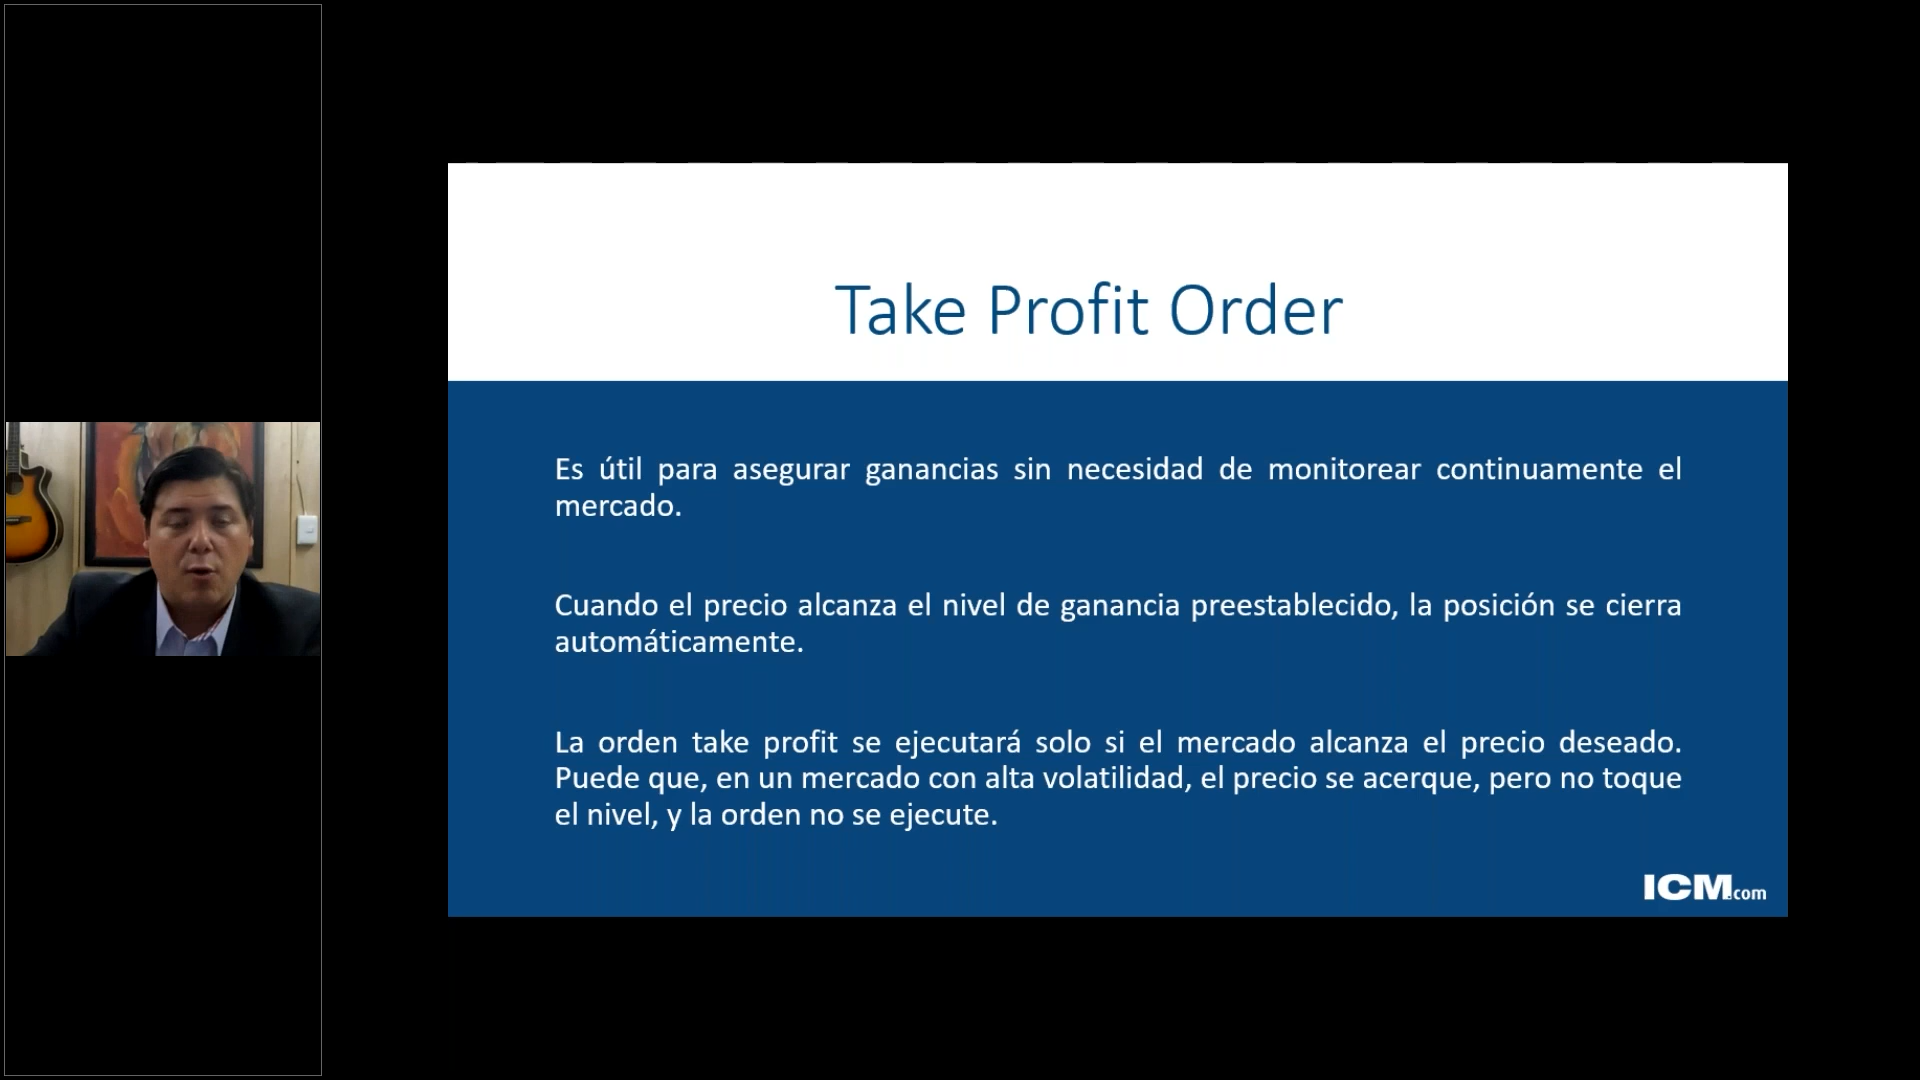 Take Profit Order
Es útil para asegurar ganancias sin necesidad de monitorear continuamente el
mercado.
Cuando el precio alcanza el nivel de ganancia preestablecido, la posición se cierra
automáticamente.
La orden take profit se ejecutará solo si el mercado alcanza el precio deseado.
Puede que, en un mercado con alta volatilidad, el precio se acerque, pero no toque
el nivel, y la orden no se ejecute.
ICM.com